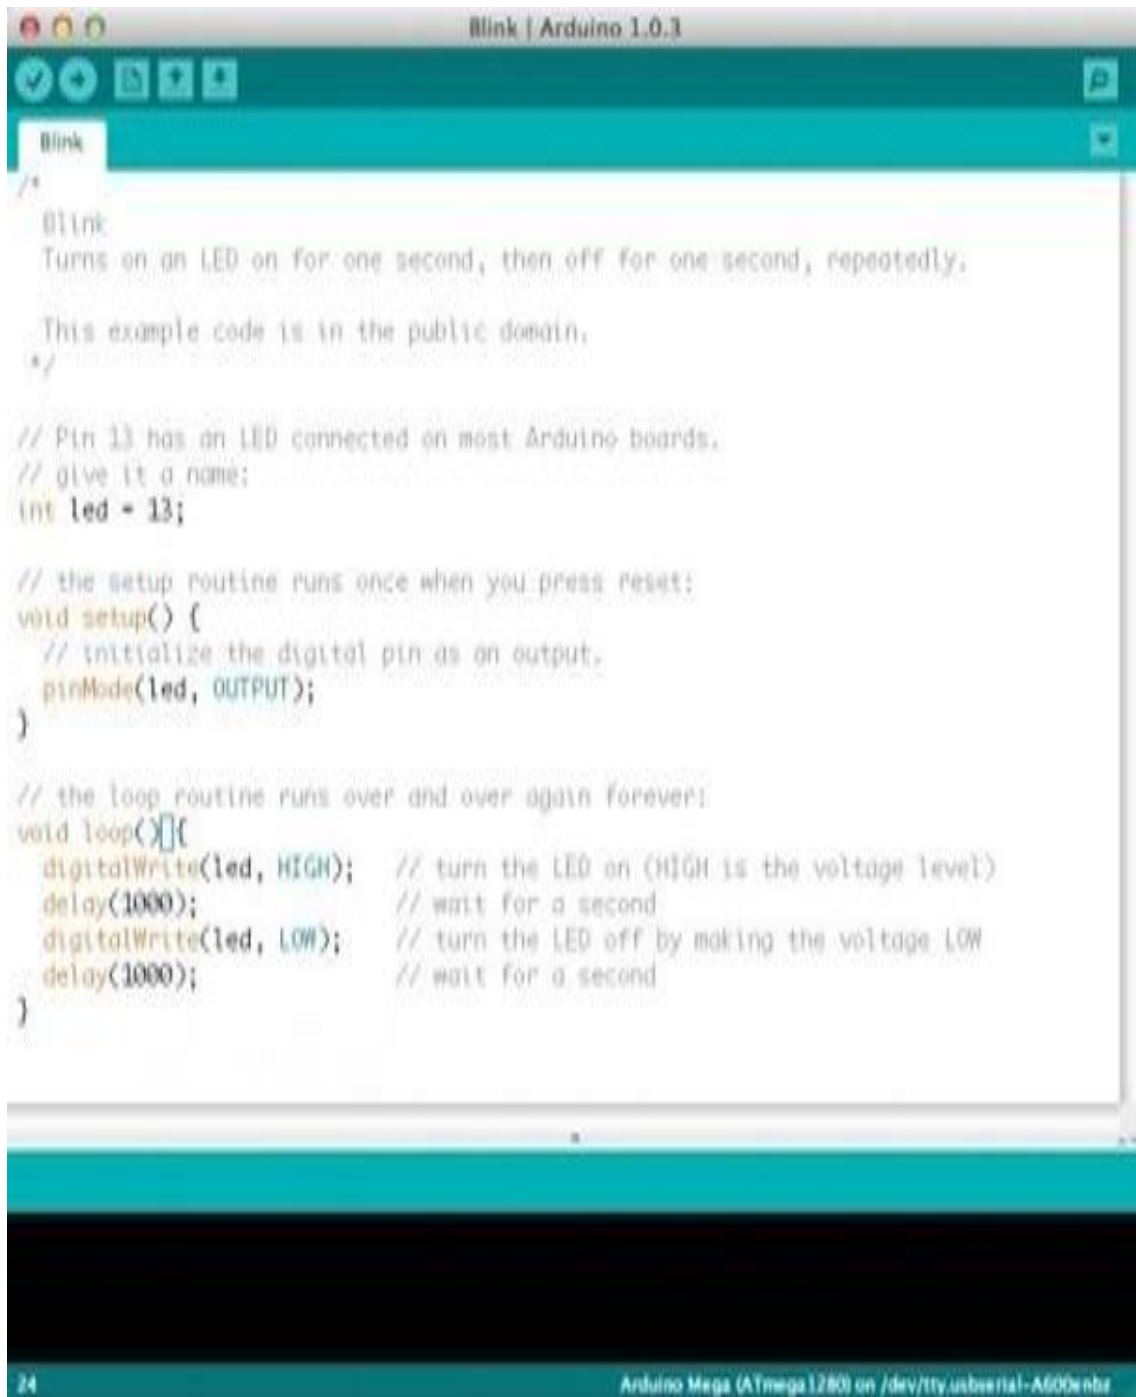 Blink | Arduino 1.0.3
Blink
/*
  Blink
  Turns on an LED on for one second, then off for one second, repeatedly.

  This example code is in the public domain.
 */

// Pin 13 has an LED connected on most Arduino boards.
// give it a name:
int led = 13;

// the setup routine runs once when you press reset:
void setup() {
  // initialize the digital pin as an output.
  pinMode(led, OUTPUT);
}

// the loop routine runs over and over again forever:
void loop() {
  digitalWrite(led, HIGH);   // turn the LED on (HIGH is the voltage level)
  delay(1000);               // wait for a second
  digitalWrite(led, LOW);    // turn the LED off by making the voltage LOW
  delay(1000);               // wait for a second
}
24
Arduino Mega (ATmega1280) on